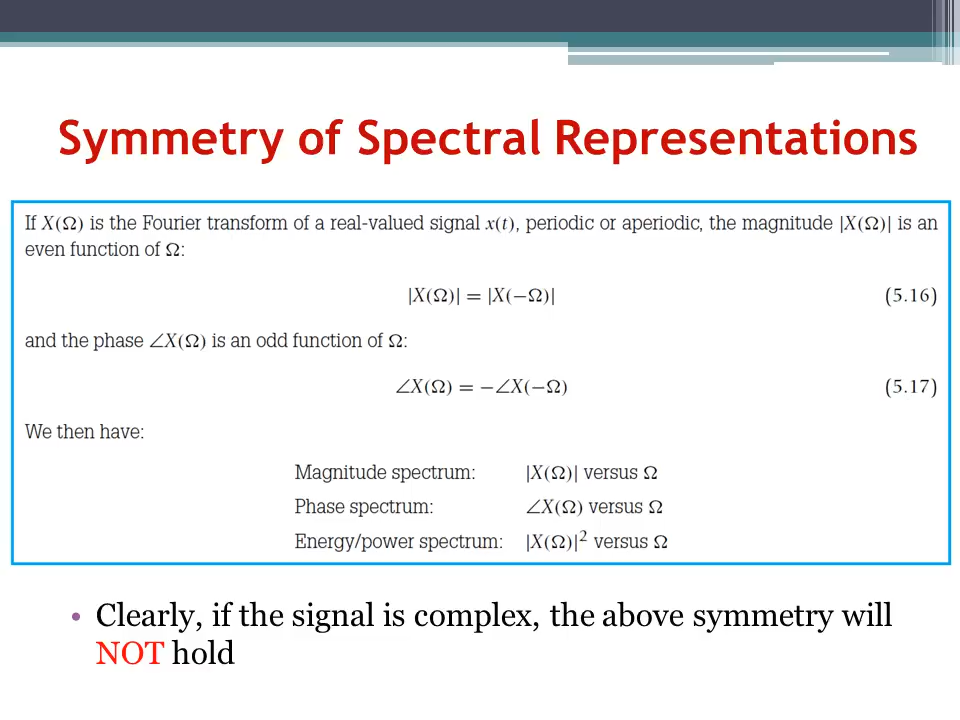 Symmetry of Spectral Representations
If X(Ω) is the Fourier transform of a real-valued signal x(t), periodic or aperiodic, the magnitude |X(Ω)| is an
even function of Ω:
|X(Ω)| = |X(−Ω)| (5.16)
and the phase ∠X(Ω) is an odd function of Ω:
∠X(Ω) = −∠X(−Ω) (5.17)
We then have:
Magnitude spectrum: |X(Ω)| versus Ω
Phase spectrum: ∠X(Ω) versus Ω
Energy/power spectrum: |X(Ω)|² versus Ω
• Clearly, if the signal is complex, the above symmetry will
NOT hold